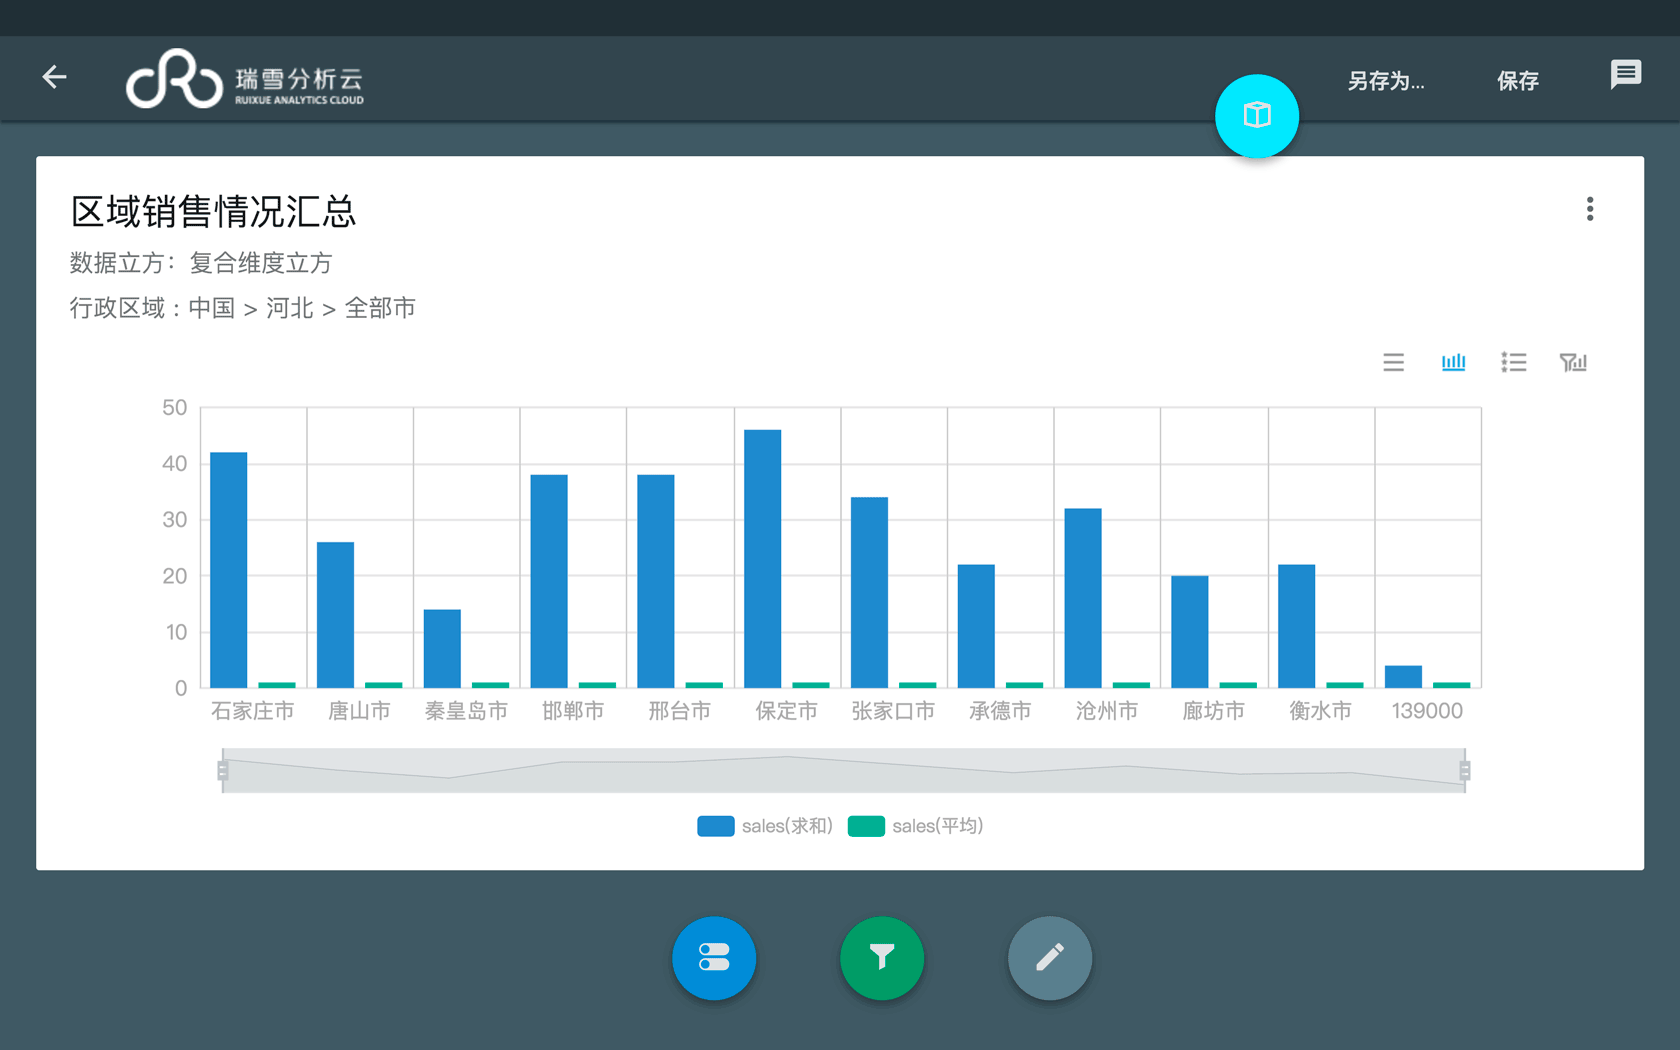 瑞雪分析云
RUIXUE ANALYTICS CLOUD
另存为...
保存
区域销售情况汇总
数据立方：复合维度立方
行政区域：中国 > 河北 > 全部市
50
40
30
20
10
0
石家庄市 唐山市 秦皇岛市 邯郸市 邢台市 保定市 张家口市 承德市 沧州市 廊坊市 衡水市 139000
sales(求和) sales(平均)